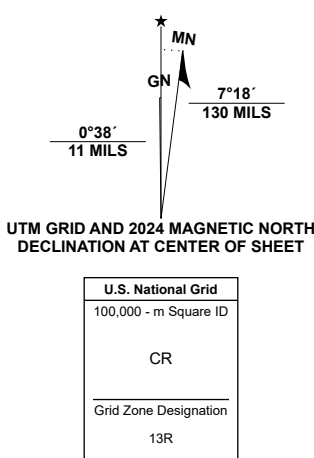 ★
MN
GN
7°18´
130 MILS
0°38´
11 MILS
UTM GRID AND 2024 MAGNETIC NORTH
DECLINATION AT CENTER OF SHEET
U.S. National Grid
100,000 - m Square ID
CR
Grid Zone Designation
13R